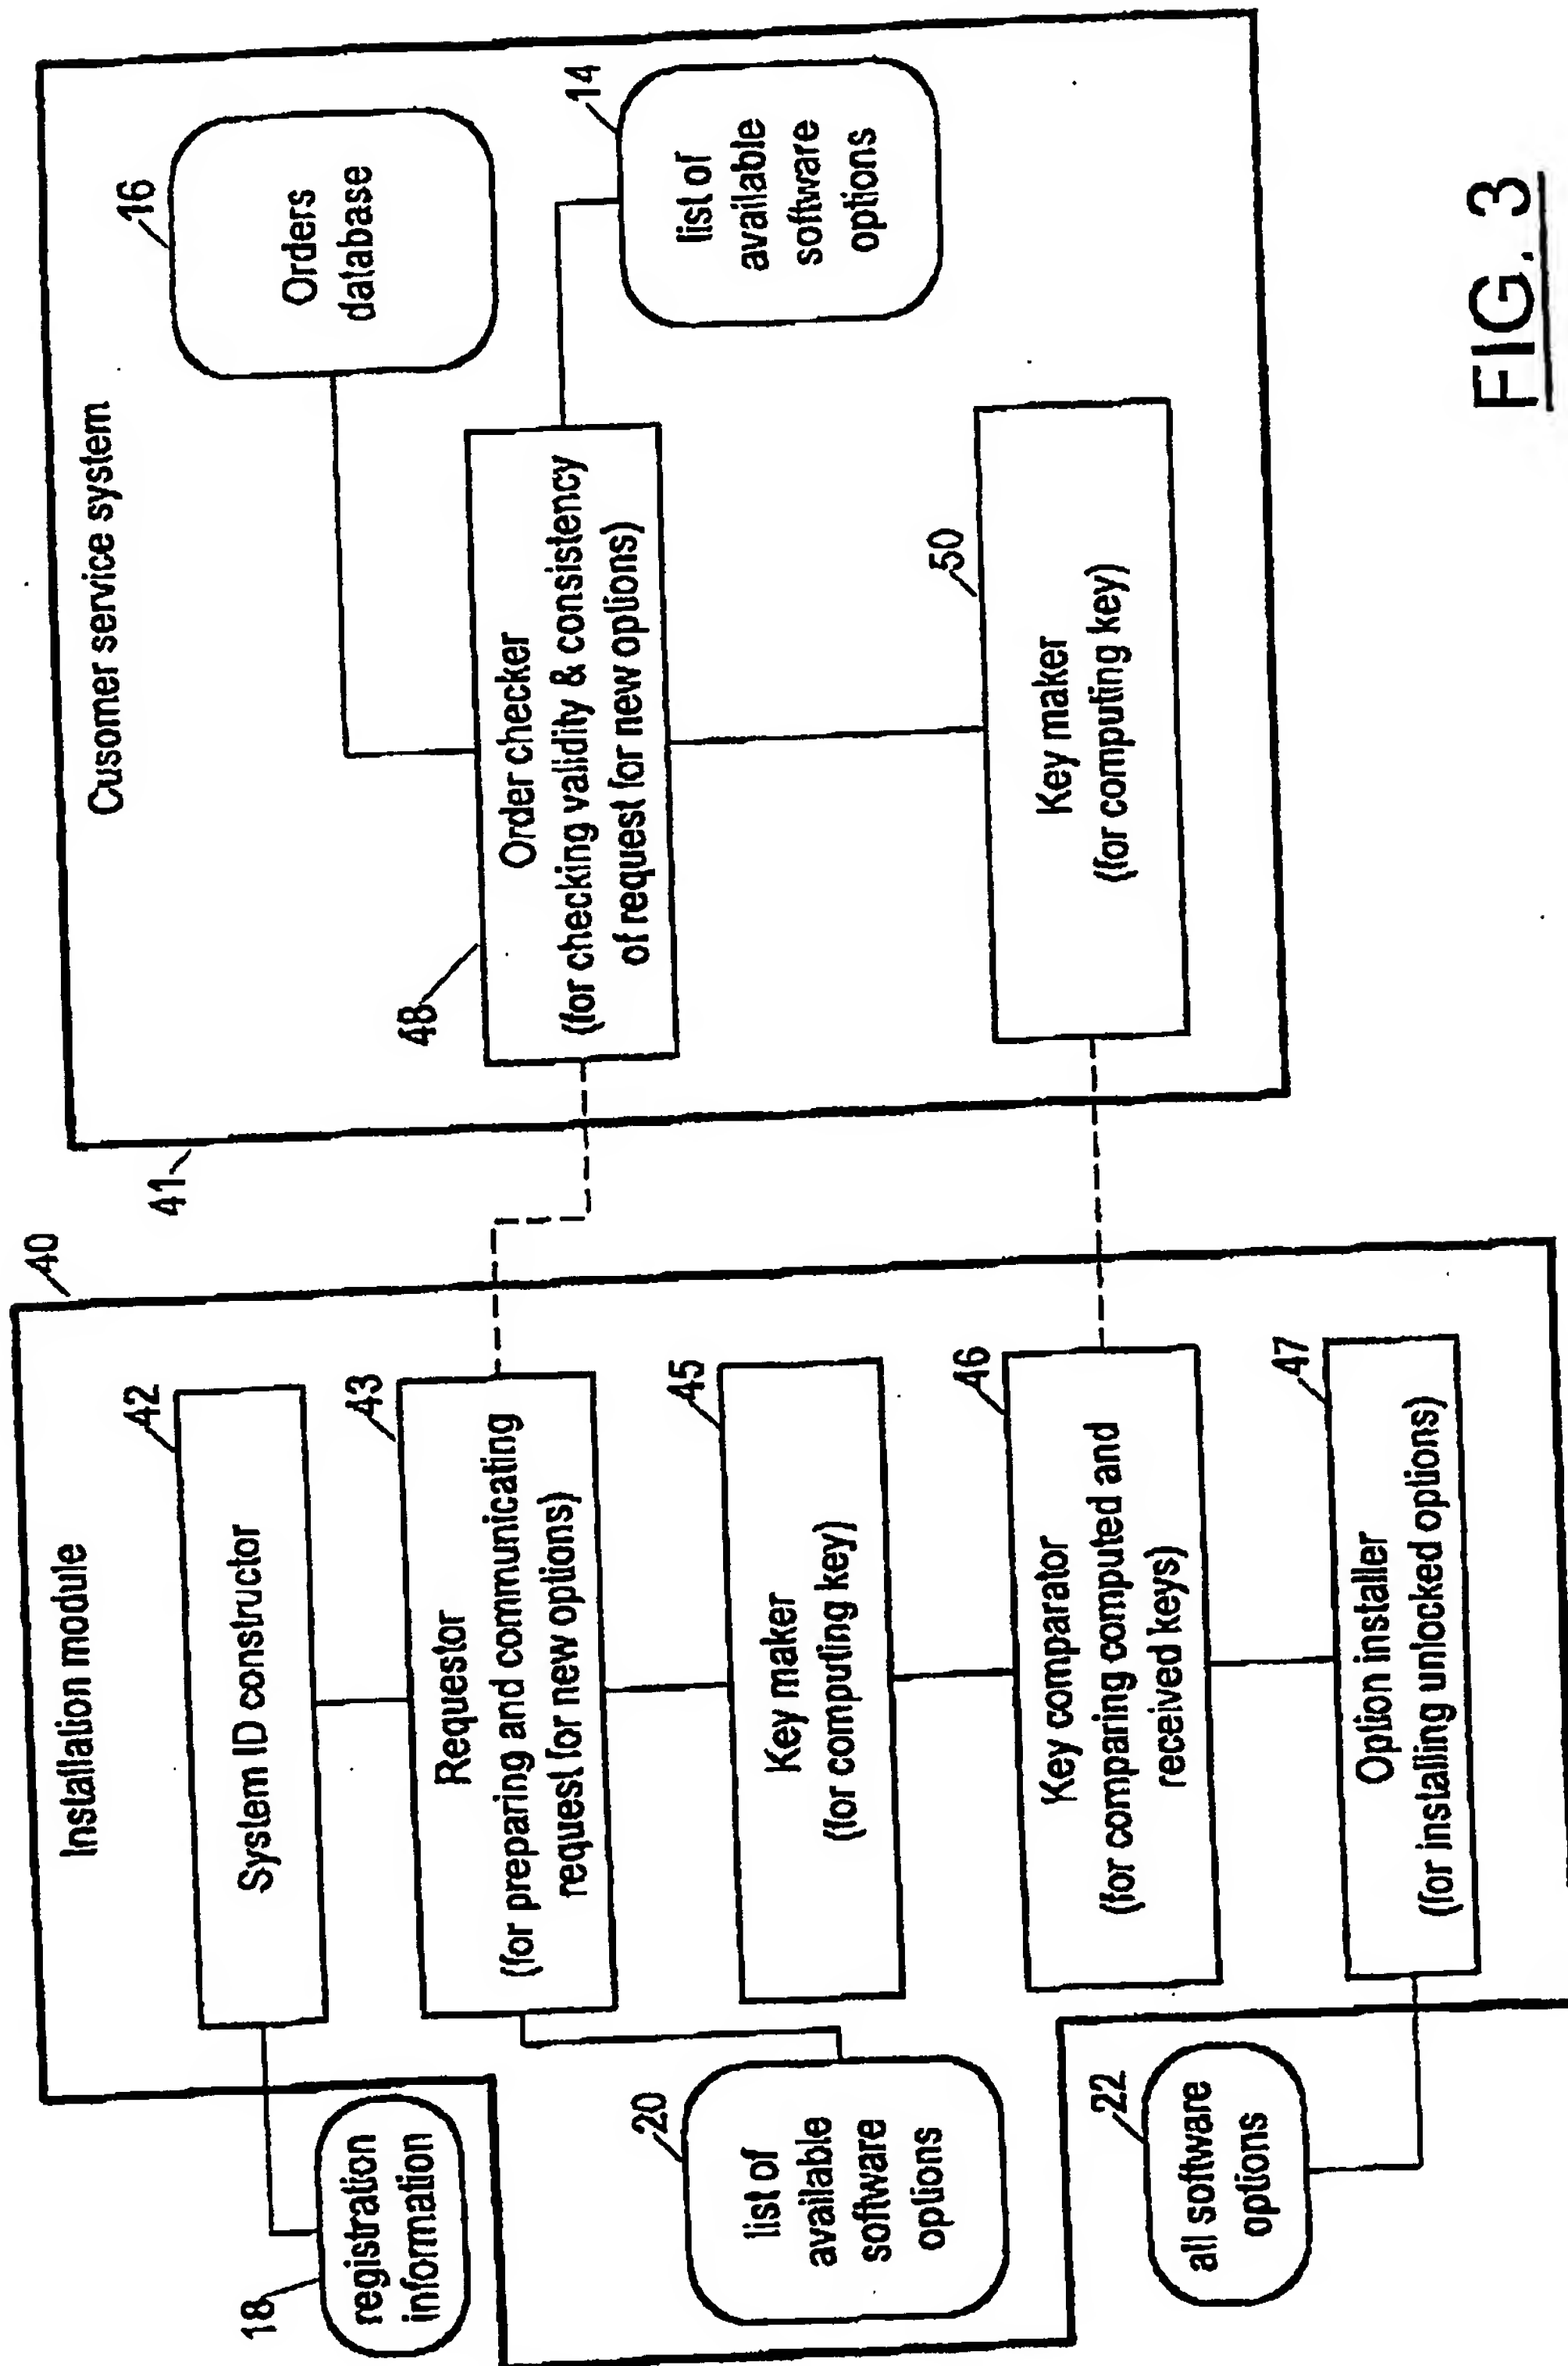 40
Installation module
42
System ID constructor
18
registration
information
43
Requestor
(for preparing and communicating
request for new options)
20
list of
available
software
options
45
Key maker
(for computing key)
46
Key comparator
(for comparing computed and
received keys)
47
Option installer
(for installing unlocked options)
22
all software
options
41
Cusomer service system
16
Orders
database
48
Order checker
(for checking validity & consistency
of request for new options)
14
list of
available
software
options
50
Key maker
(for computing key)
FIG. 3